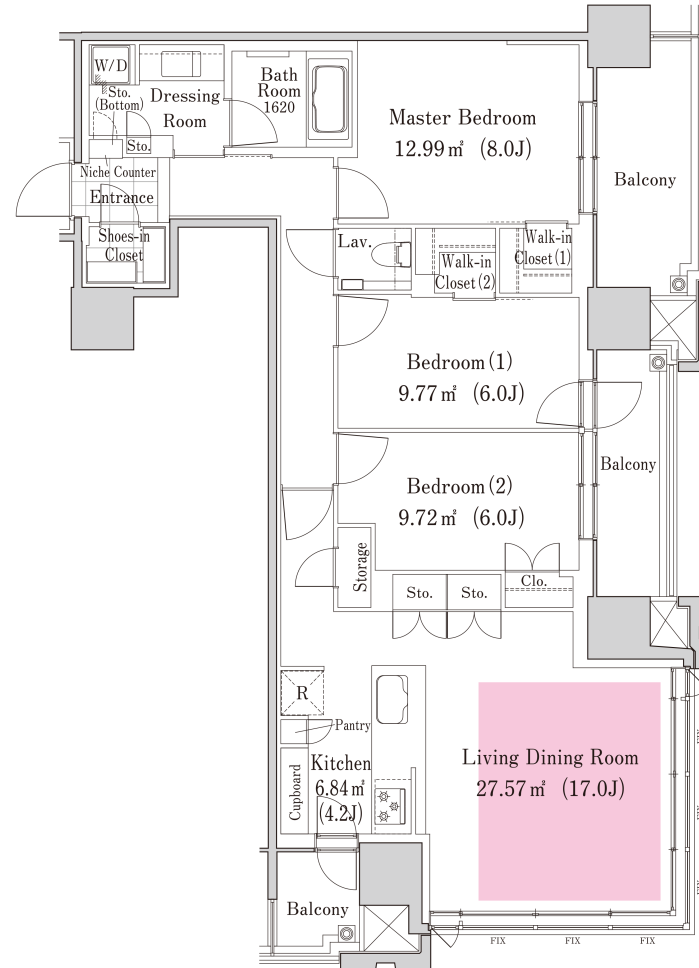 W/D
Sto.
(Bottom)
Dressing
Room
Bath
Room
1620
Sto.
Niche Counter
Entrance
Shoes-in
Closet
Master Bedroom
12.99㎡ (8.0J)
Balcony
Lav.
Walk-in
Closet(2)
Walk-in
Closet(1)
Bedroom(1)
9.77㎡ (6.0J)
Balcony
Bedroom(2)
9.72㎡ (6.0J)
Storage
Sto.
Sto.
Clo.
R
Pantry
Cupboard
Kitchen
6.84㎡
(4.2J)
Living Dining Room
27.57㎡ (17.0J)
Balcony
FIX
FIX
FIX